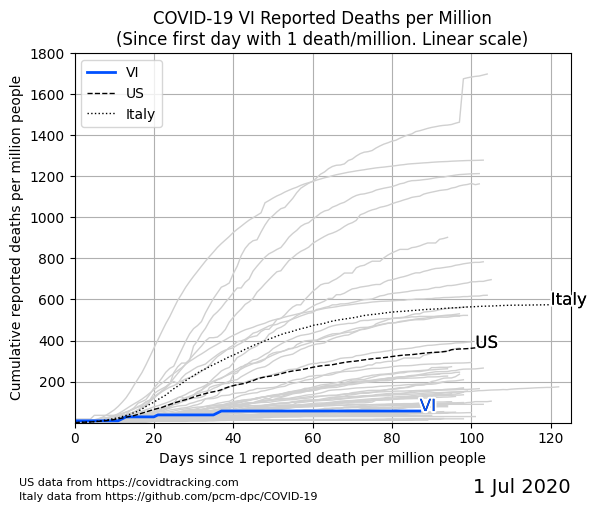 COVID-19 VI Reported Deaths per Million
(Since first day with 1 death/million. Linear scale)
Cumulative reported deaths per million people
1800
1600
1400
1200
1000
800
600
400
200
VI
US
Italy
Italy
US
VI
0
20
40
60
80
100
120
Days since 1 reported death per million people
US data from https://covidtracking.com
Italy data from https://github.com/pcm-dpc/COVID-19
1 Jul 2020